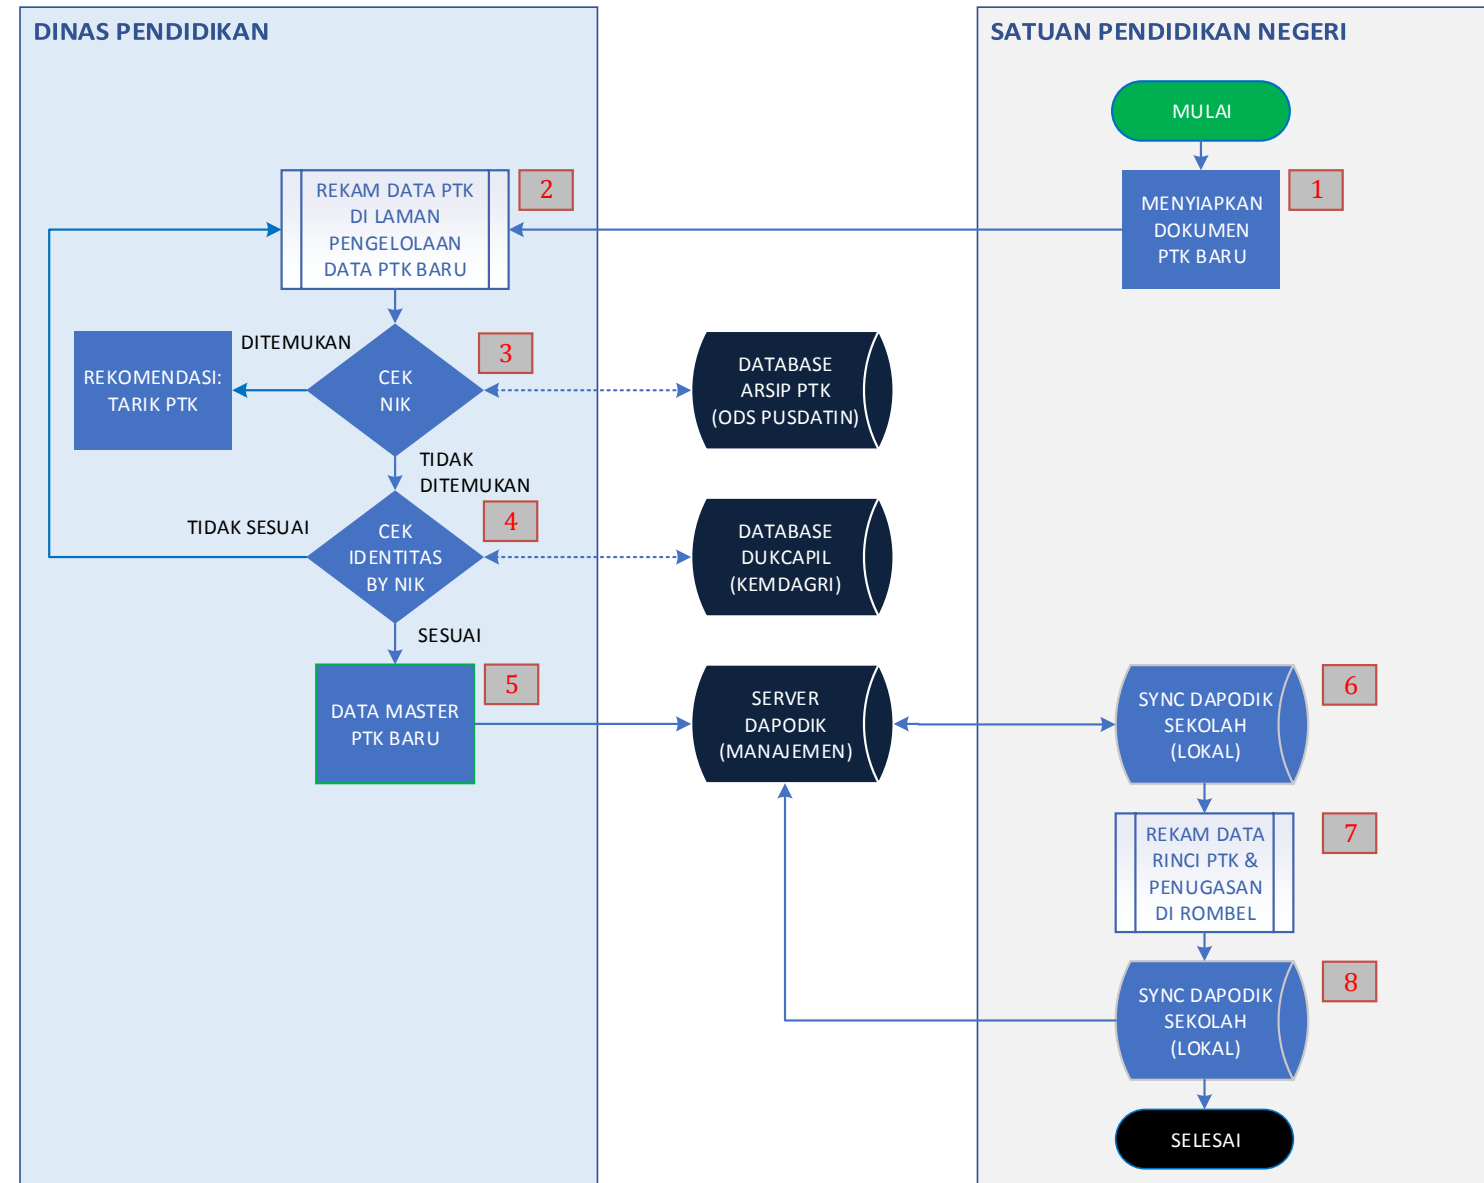 DINAS PENDIDIKAN
SATUAN PENDIDIKAN NEGERI
MULAI
MENYIAPKAN
DOKUMEN
PTK BARU
1
REKAM DATA PTK
DI LAMAN
PENGELOLAAN
DATA PTK BARU
2
DITEMUKAN
CEK
NIK
3
REKOMENDASI:
TARIK PTK
DATABASE
ARSIP PTK
(ODS PUSDATIN)
TIDAK
DITEMUKAN
TIDAK SESUAI
CEK
IDENTITAS
BY NIK
4
DATABASE
DUKCAPIL
(KEMDAGRI)
SESUAI
DATA MASTER
PTK BARU
5
SERVER
DAPODIK
(MANAJEMEN)
SYNC DAPODIK
SEKOLAH
(LOKAL)
6
REKAM DATA
RINCI PTK &
PENUGASAN
DI ROMBEL
7
SYNC DAPODIK
SEKOLAH
(LOKAL)
8
SELESAI